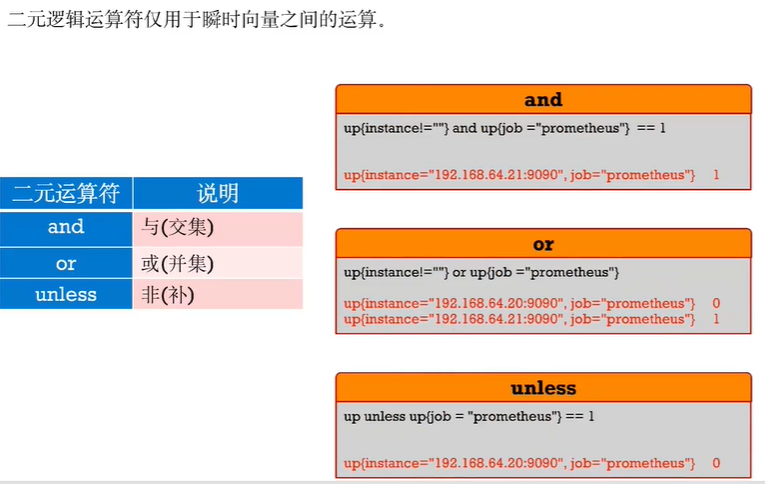 二元逻辑运算符仅用于瞬时向量之间的运算。
二元运算符 说明
and 与(交集)
or 或(并集)
unless 非(补)
and
up{instance!=""} and up{job ="prometheus"} == 1
up{instance="192.168.64.21:9090", job="prometheus"} 1
or
up{instance!=""} or up{job ="prometheus"}
up{instance="192.168.64.20:9090", job="prometheus"} 0
up{instance="192.168.64.21:9090", job="prometheus"} 1
unless
up unless up{job = "prometheus"} == 1
up{instance="192.168.64.20:9090", job="prometheus"} 0